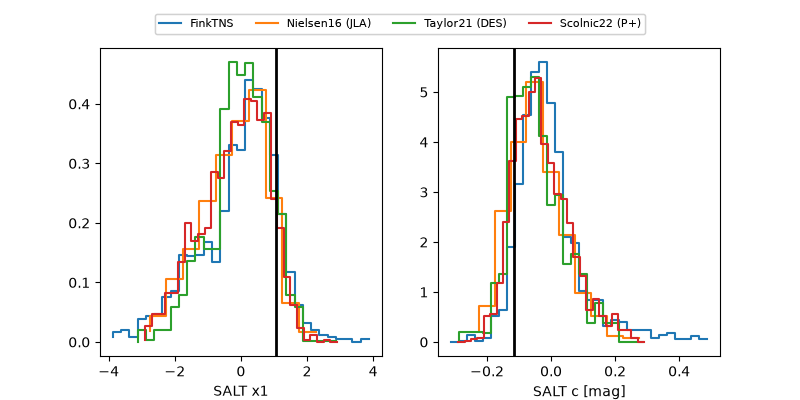 FinkTNS Nielsen16 (JLA) Taylor21 (DES) Scolnic22 (P+)
0.4
0.3
0.2
0.1
0.0
−4 −2 0 2 4
SALT x1
5
4
3
2
1
0
−0.2 0.0 0.2 0.4
SALT c [mag]